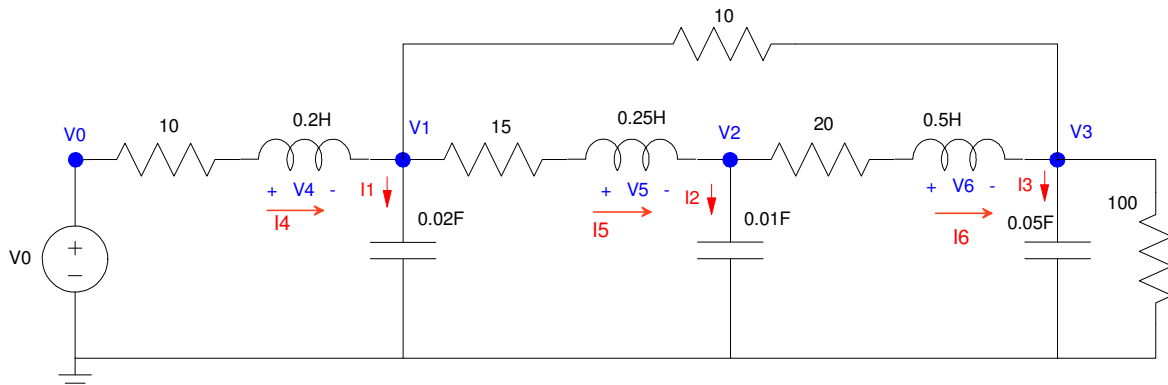 10
10
0.2H
V1
15
0.25H
V2
20
0.5H
V3
V0
+ V4 -
I4
I1
+ V5 -
I5
I2
+ V6 -
I6
I3
0.02F
0.01F
0.05F
100
V0
+
−